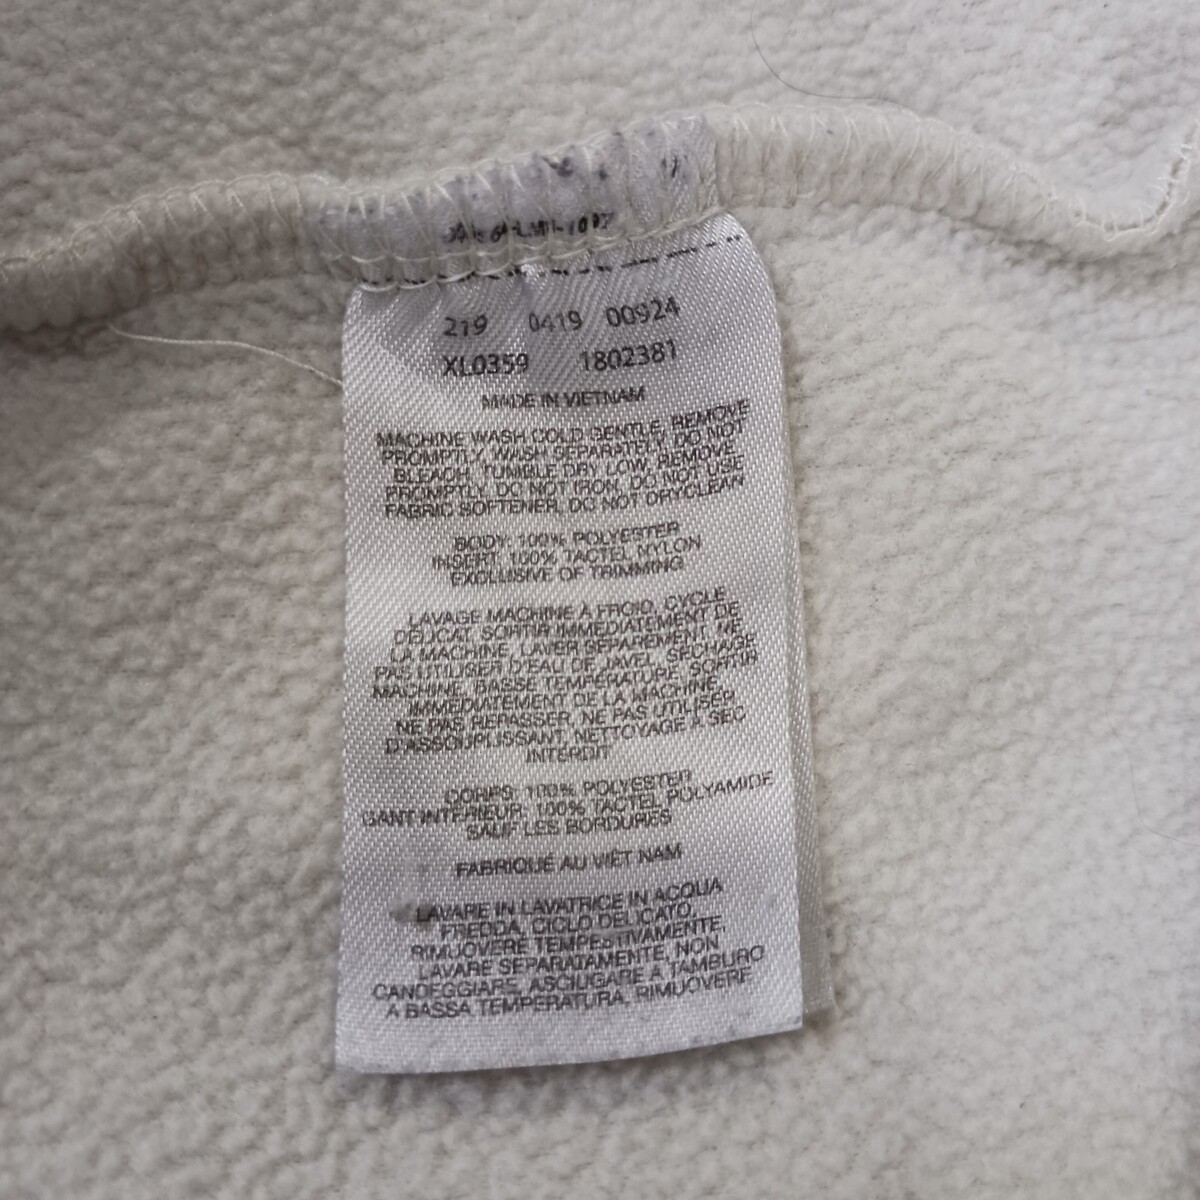 219 0419 00924
XL0359 1802381
MADE IN VIETNAM
MACHINE WASH COLD GENTLE, REMOVE
PROMPTLY, WASH SEPARATELY, DO NOT
BLEACH, TUMBLE DRY LOW, REMOVE
PROMPTLY, DO NOT IRON, DO NOT USE
FABRIC SOFTENER, DO NOT DRYCLEAN
BODY: 100% POLYESTER
INSERT: 100% TACTEL NYLON
EXCLUSIVE OF TRIMMING
LAVAGE MACHINE À FROID, CYCLE
DÉLICAT, SORTIR IMMÉDIATEMENT DE
LA MACHINE, LAVER SÉPAREMENT, NE
PAS UTILISER D'EAU DE JAVEL, SÉCHAGE
MACHINE, BASSE TEMPÉRATURE, SORTIR
IMMÉDIATEMENT DE LA MACHINE,
NE PAS REPASSER, NE PAS UTILISER
D'ASSOUPLISSANT, NETTOYAGE À SEC
INTERDIT
CORPS: 100% POLYESTER
GANT INTÉRIEUR: 100% TACTEL POLYAMIDE
SAUF LES BORDURES
FABRIQUÉ AU VIÊT NAM
LAVARE IN LAVATRICE IN ACQUA
FREDDA, CICLO DELICATO,
RIMUOVERE TEMPESTIVAMENTE,
LAVARE SEPARATAMENTE, NON
CANDEGGIARE, ASCIUGARE A TAMBURO
A BASSA TEMPERATURA, RIMUOVERE